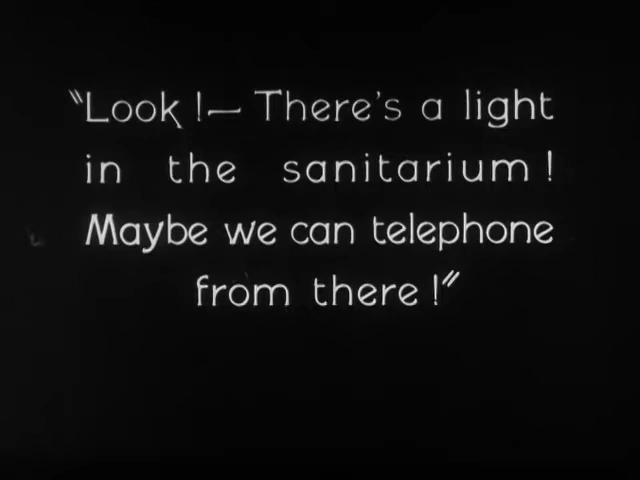 "Look!— There's a light
in the sanitarium!
Maybe we can telephone
from there!"